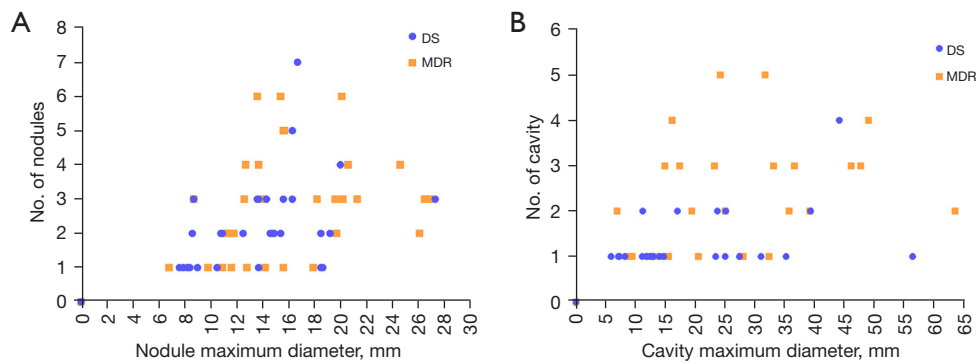 A
No. of nodules
8
7
6
5
4
3
2
1
0
DS
MDR
0 2 4 6 8 10 12 14 16 18 20 22 24 26 28 30
Nodule maximum diameter, mm
B
No. of cavity
6
5
4
3
2
1
0
DS
MDR
0 5 10 15 20 25 30 35 40 45 50 55 60 65
Cavity maximum diameter, mm